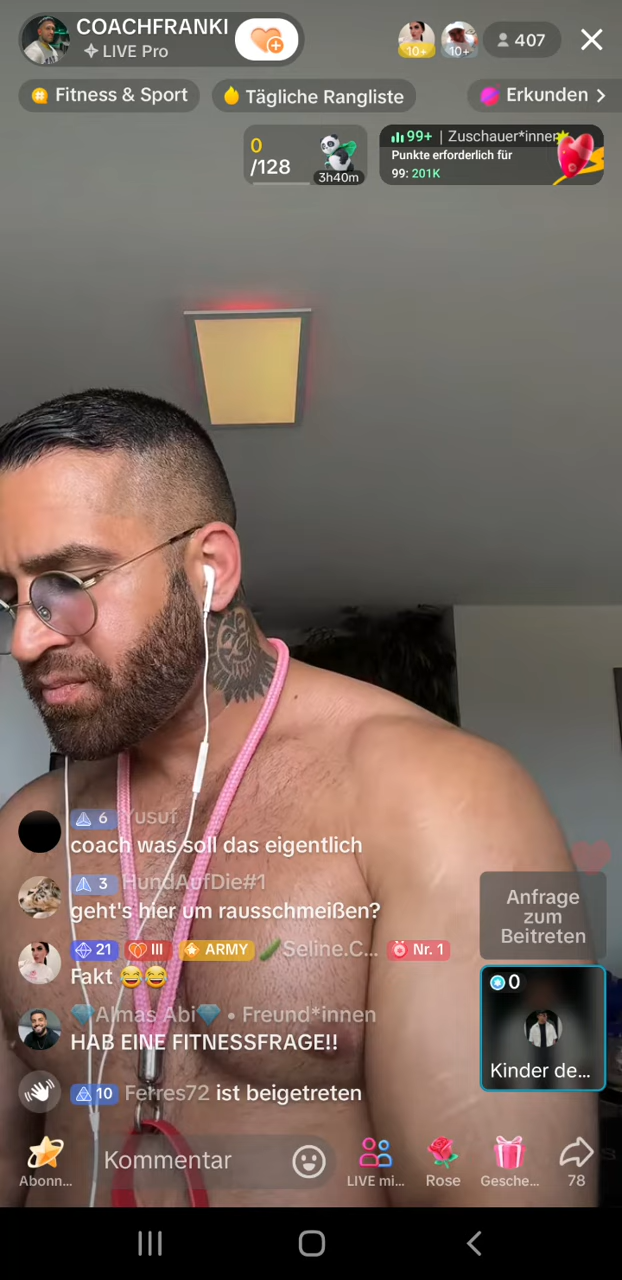 COACHFRANKI
LIVE Pro
10+
10+
407
Fitness & Sport
Tägliche Rangliste
Erkunden
0
/128
3h40m
99+ | Zuschauer*innen
Punkte erforderlich für
99: 201K
6 Yusuf
coach was soll das eigentlich
3 HundAufDie#1
geht's hier um rausschmeißen?
21 III ARMY Seline.C... Nr. 1
Fakt 😆😆
💎Almas Abi💎 • Freund*innen
HAB EINE FITNESSFRAGE!!
10 Ferres72 ist beigetreten
Anfrage
zum
Beitreten
0
Kinder de...
Kommentar
Abonn...
LIVE mi...
Rose
Gesche...
78